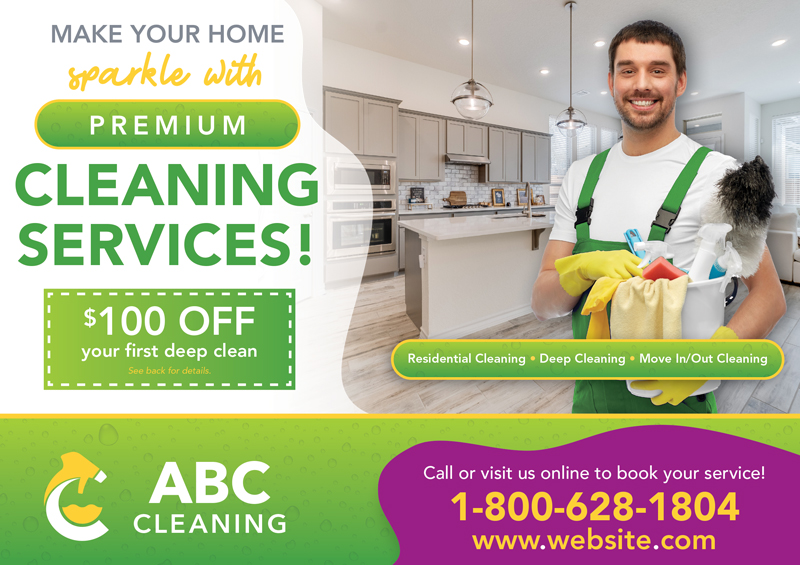 MAKE YOUR HOME
sparkle with
PREMIUM
CLEANING
SERVICES!
$100 OFF
your first deep clean
See back for details.
Residential Cleaning • Deep Cleaning • Move In/Out Cleaning
ABC
CLEANING
Call or visit us online to book your service!
1-800-628-1804
www.website.com